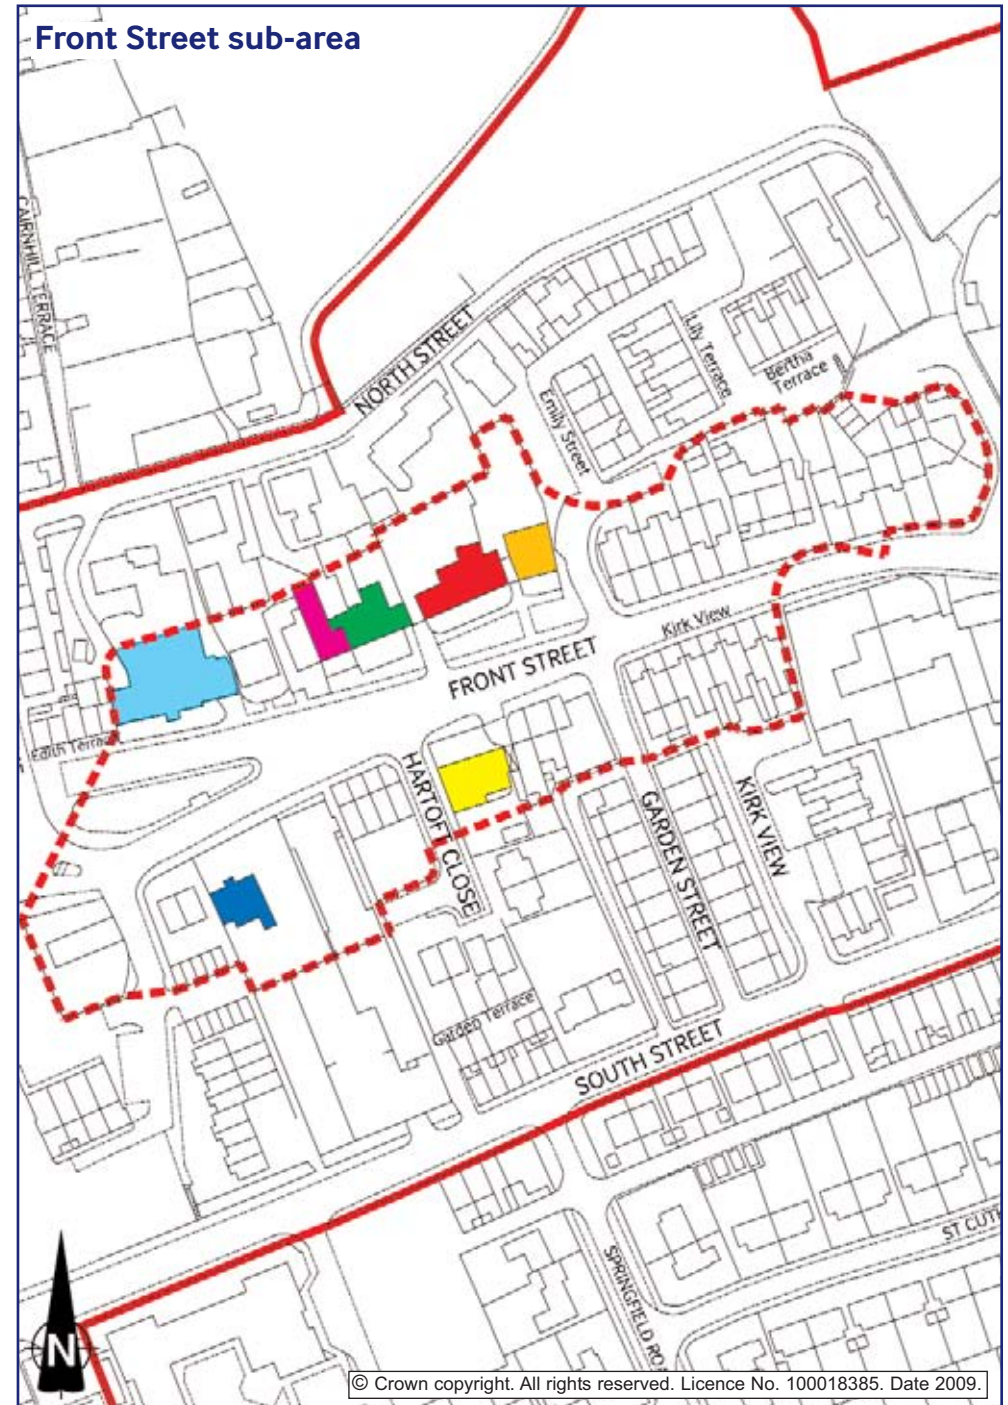 Front Street sub-area
CAIRNHILL TERRACE
NORTH STREET
Lily Terrace
Bertha
Terrace
Emily Street
Kirk View
FRONT STREET
Edith Terrac
HARTOFT CLOSE
GARDEN STREET
KIRK VIEW
Garden Terrace
SOUTH STREET
ST CUTH
SPRINGFIELD ROA
N
© Crown copyright. All rights reserved. Licence No. 100018385. Date 2009.